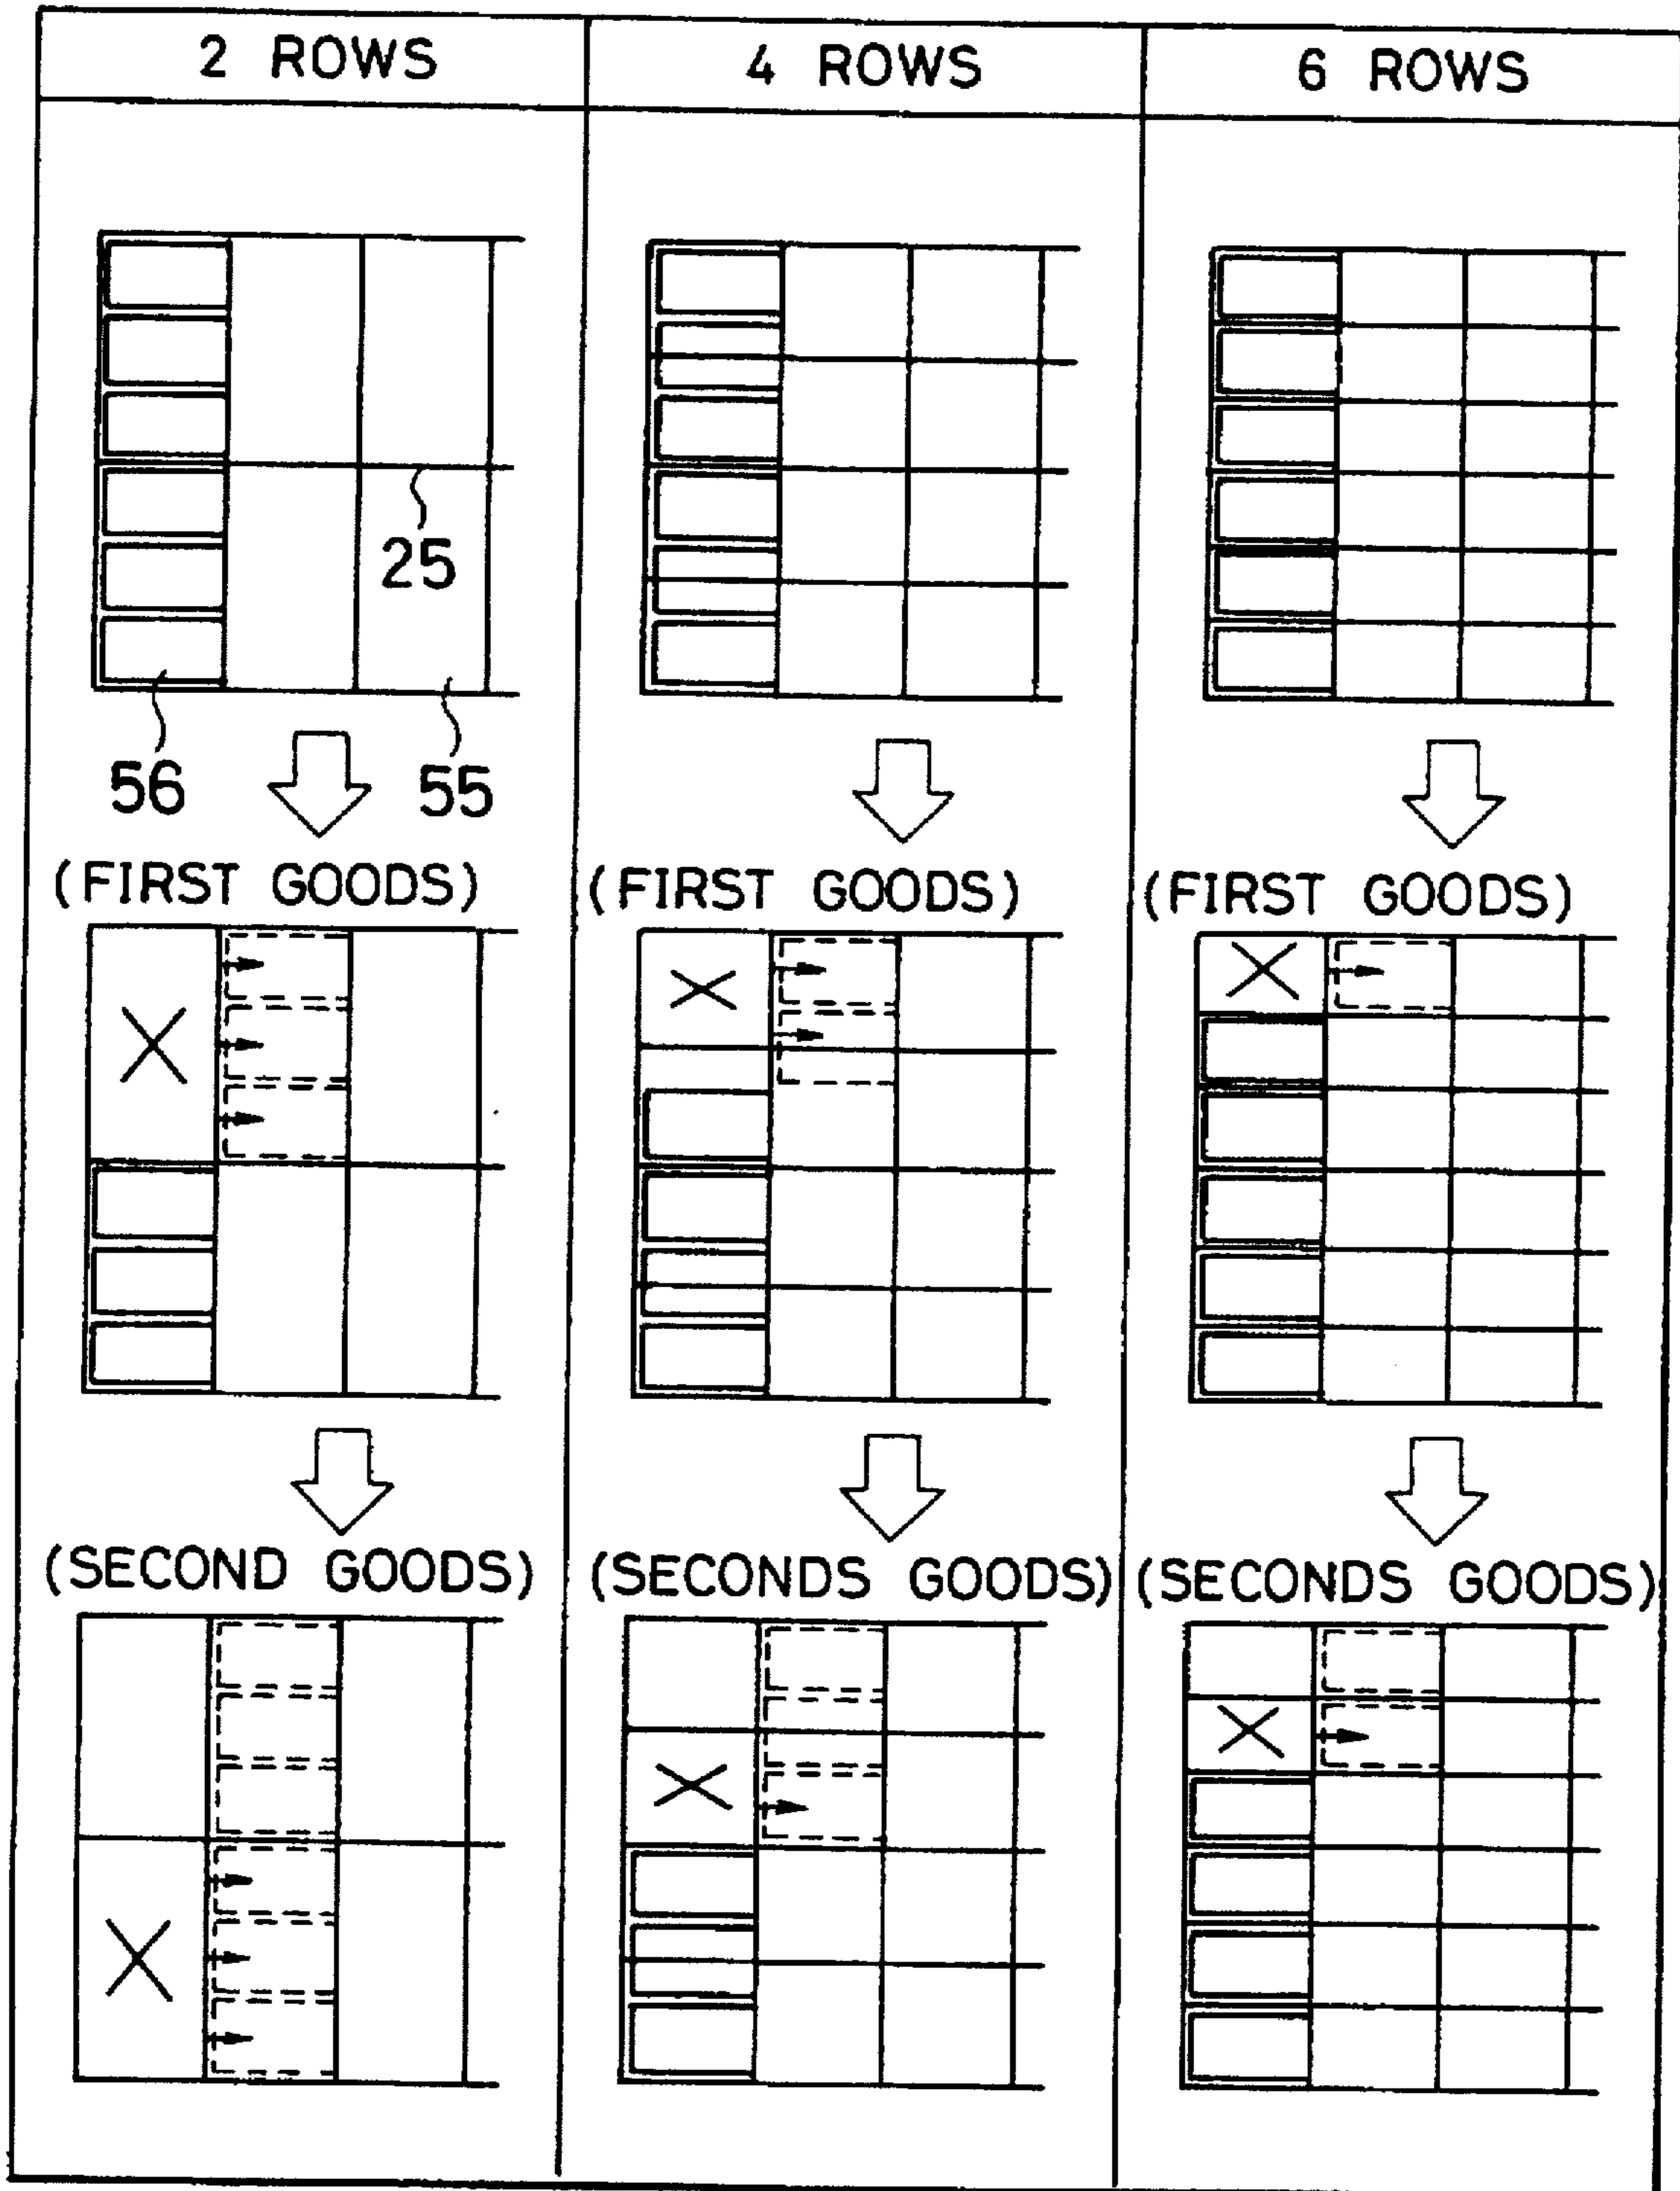 2 ROWS
4 ROWS
6 ROWS
25
56
55
(FIRST GOODS)
(FIRST GOODS)
(FIRST GOODS)
(SECOND GOODS)
(SECONDS GOODS)
(SECONDS GOODS)